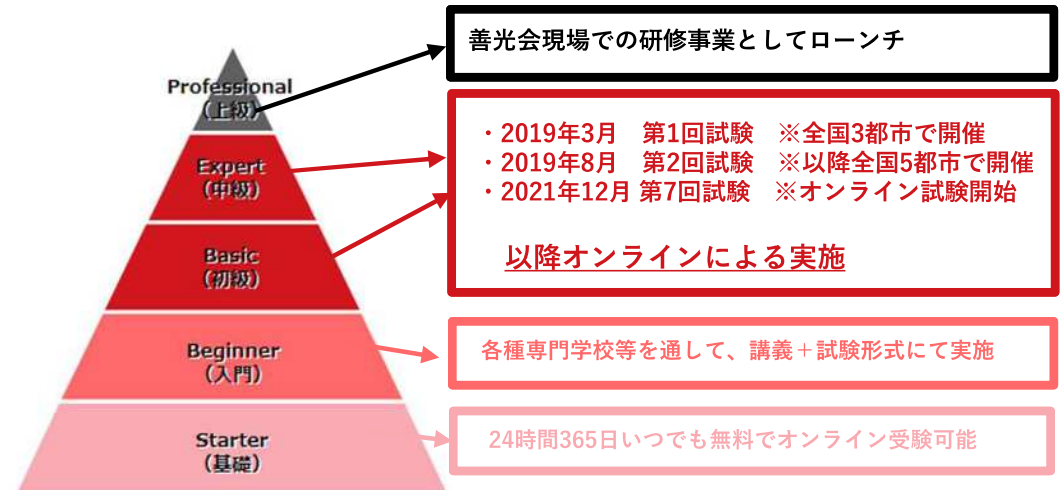 善光会現場での研修事業としてローンチ
Professional
（上級）
・2019年3月　第1回試験　※全国3都市で開催
・2019年8月　第2回試験　※以降全国5都市で開催
・2021年12月 第7回試験　※オンライン試験開始
以降オンラインによる実施
Expert
（中級）
Basic
（初級）
各種専門学校等を通して、講義＋試験形式にて実施
Beginner
（入門）
24時間365日いつでも無料でオンライン受験可能
Starter
（基礎）